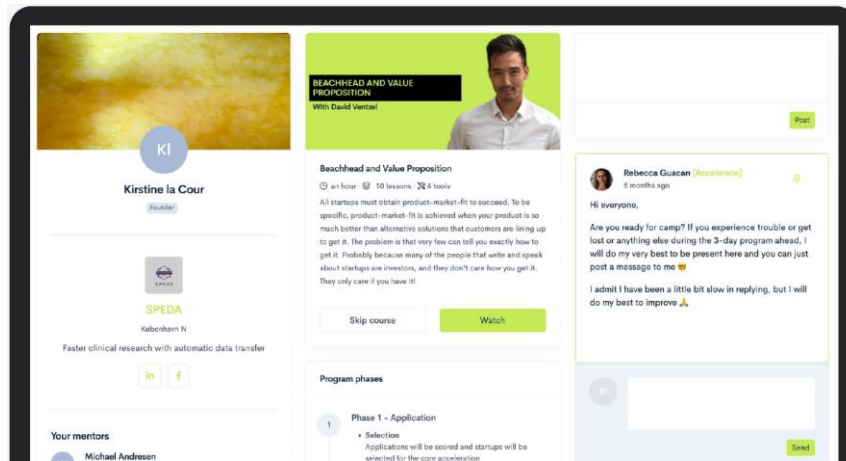 Kl
Kirstine la Cour
Founder
SPEDA
SPEDA
København N
Faster clinical research with automatic data transfer
in f
Your mentors
Michael Andresen
BEACHHEAD AND VALUE
PROPOSITION
With David Ventzel
Beachhead and Value Proposition
an hour · 10 lessons · 4 tools
All startups must obtain product-market-fit to succeed. To be
specific, product-market-fit is achieved when your product is so
much better than alternative solutions that customers are lining up
to get it. The problem is that very few can tell you exactly how to
get it. Probably because many of the people that write and speak
about startups are investors, and they don't care how you get it.
They only care if you have it!
Skip course
Watch
Program phases
1
Phase 1 - Application
• Selection
Applications will be scored and startups will be
selected for the core acceleration
Post
Rebecca Guacan (Accelerace)
6 months ago
Hi everyone,
Are you ready for camp? If you experience trouble or get
lost or anything else during the 3-day program ahead, I
will do my very best to be present here and you can just
post a message to me 🤓
I admit I have been a little bit slow in replying, but I will
do my best to improve 🙏
Kl
Send